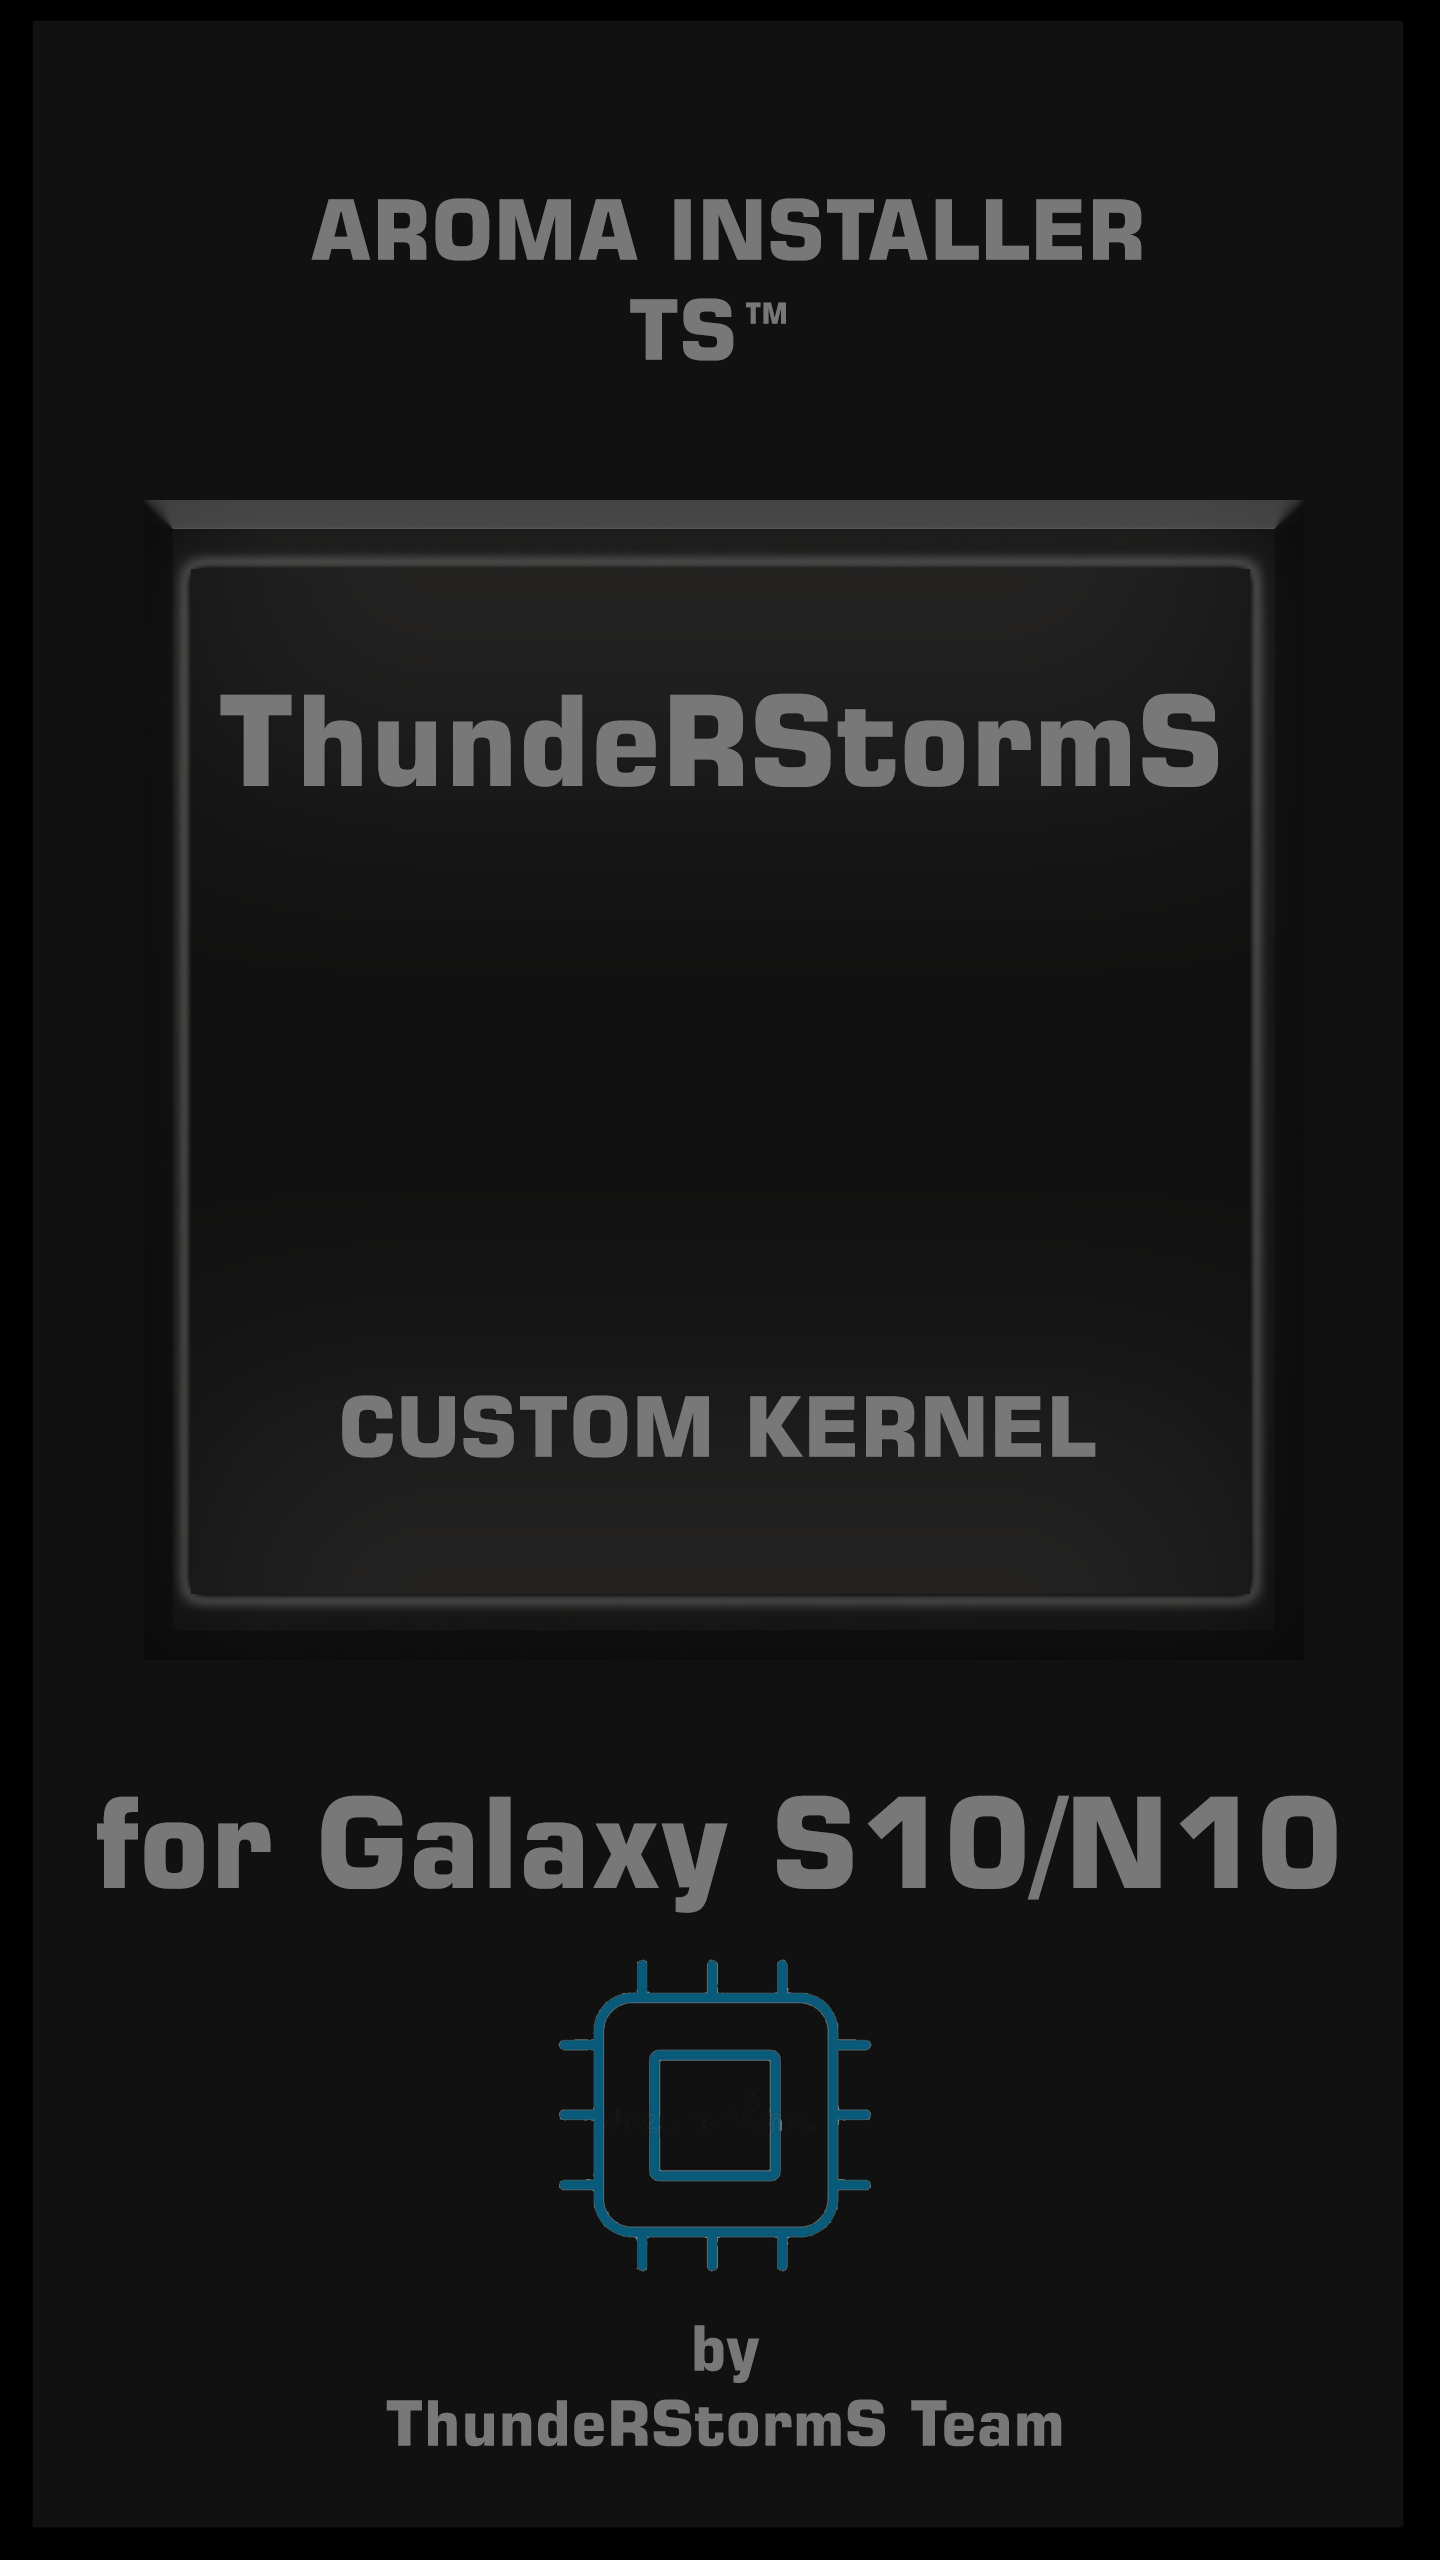 AROMA INSTALLER
TS™
ThundeRStormS
CUSTOM KERNEL
for Galaxy S10/N10
by
ThundeRStormS Team